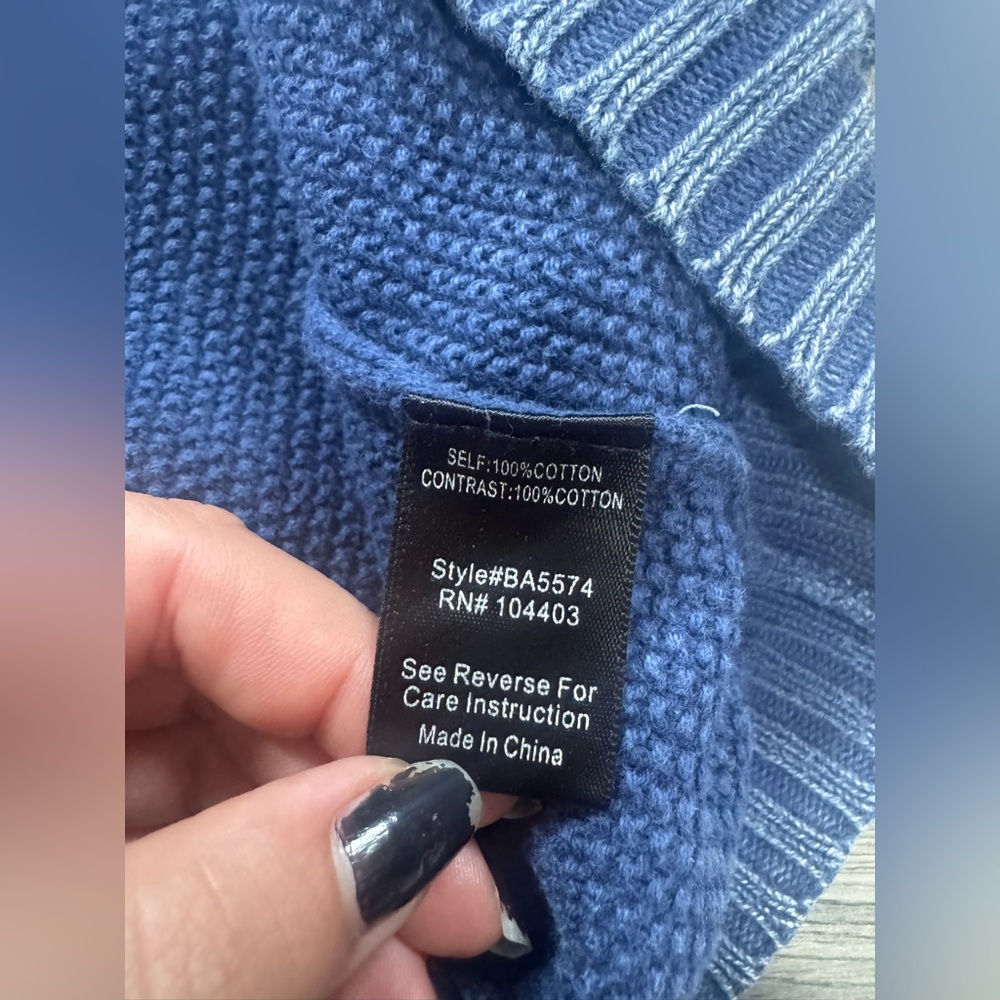 SELF:100%COTTON
CONTRAST:100%COTTON
Style#BA5574
RN# 104403
See Reverse For
Care Instruction
Made In China